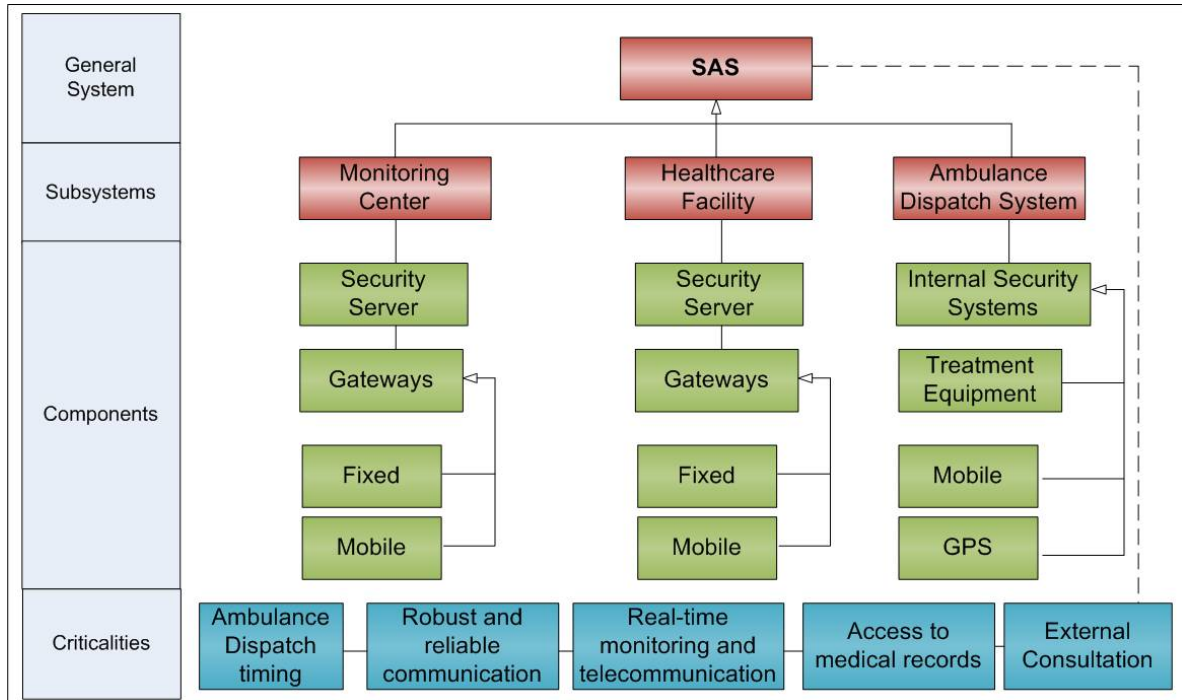 General
System
SAS
Subsystems
Monitoring
Center
Healthcare
Facility
Ambulance
Dispatch System
Components
Security
Server
Security
Server
Internal Security
Systems
Gateways
Gateways
Treatment
Equipment
Fixed
Fixed
Mobile
Mobile
Mobile
GPS
Criticalities
Ambulance
Dispatch
timing
Robust and
reliable
communication
Real-time
monitoring and
telecommunication
Access to
medical records
External
Consultation